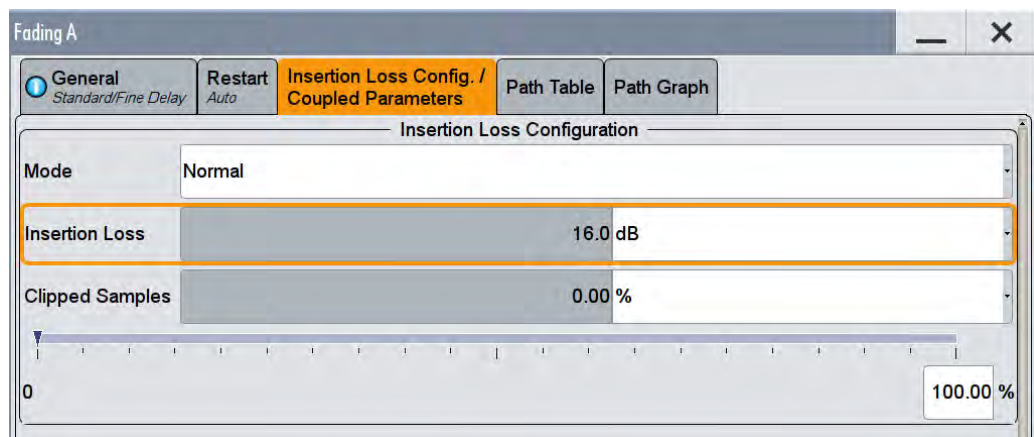 Fading A
General
Standard/Fine Delay
Restart
Auto
Insertion Loss Config. /
Coupled Parameters
Path Table
Path Graph
Insertion Loss Configuration
Mode Normal
Insertion Loss 16.0 dB
Clipped Samples 0.00 %
0 100.00 %